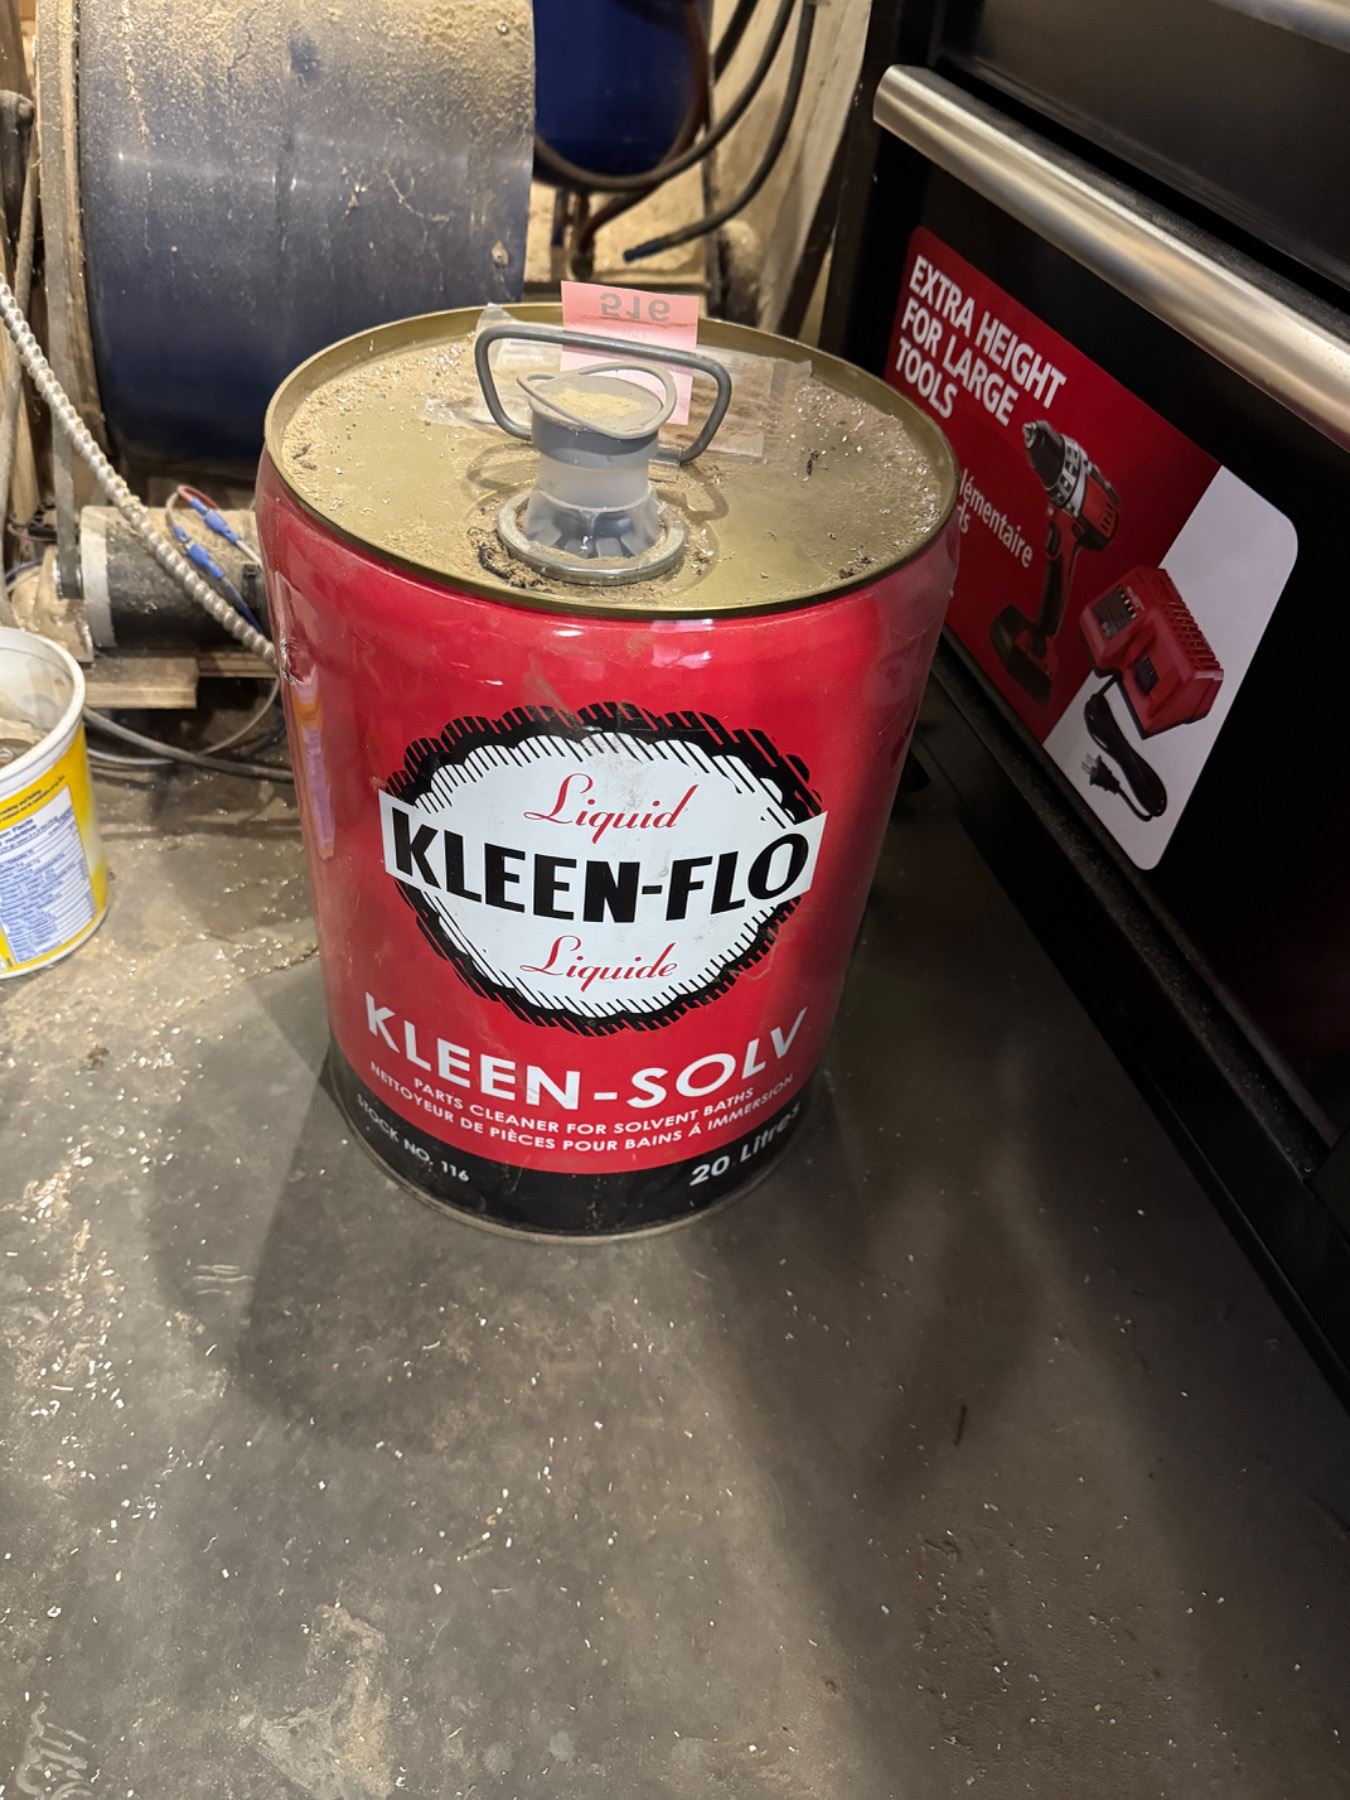 516
EXTRA HEIGHT
FOR LARGE
TOOLS
Liquid
KLEEN-FLO
Liquide
KLEEN-SOLV
PARTS CLEANER FOR SOLVENT BATHS
NETTOYEUR DE PIÈCES POUR BAINS À IMMERSION
STOCK NO. 116
20 Litres